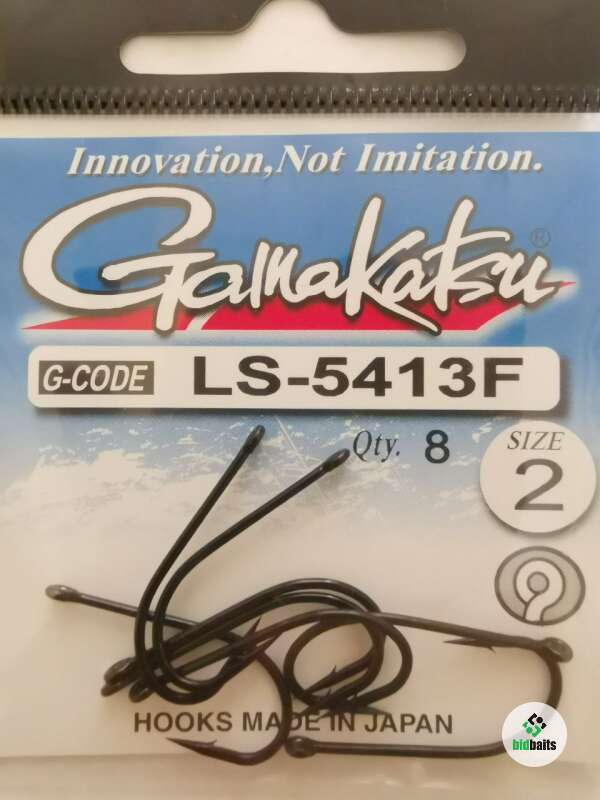 Innovation,Not Imitation.
Gamakatsu®
G-CODE LS-5413F
Qty. 8
SIZE
2
HOOKS MADE IN JAPAN
bidbaits